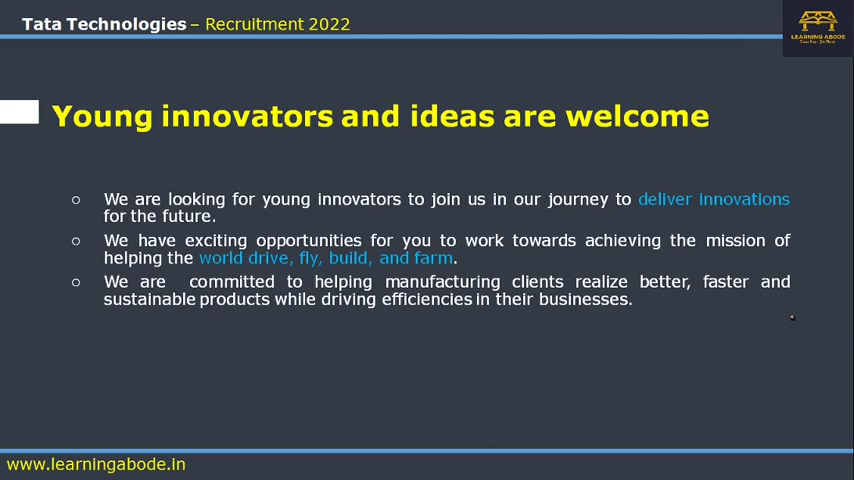 Tata Technologies – Recruitment 2022
LEARNING ABODE
Young innovators and ideas are welcome
○ We are looking for young innovators to join us in our journey to deliver innovations
for the future.
○ We have exciting opportunities for you to work towards achieving the mission of
helping the world drive, fly, build, and farm.
○ We are committed to helping manufacturing clients realize better, faster and
sustainable products while driving efficiencies in their businesses.
www.learningabode.in